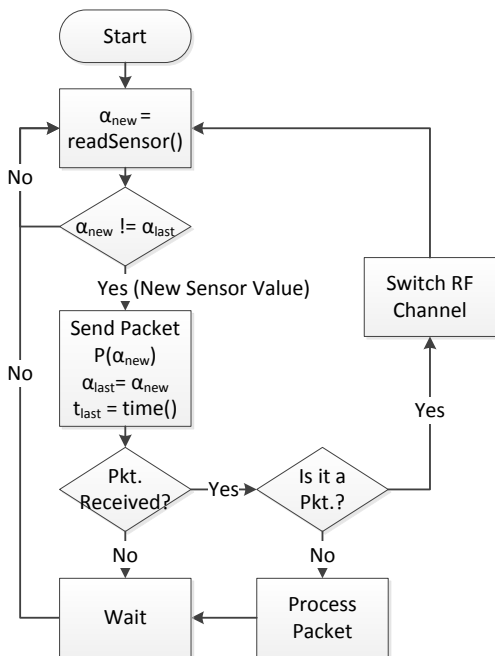 Start
αnew =
readSensor()
No
αnew != αlast
Yes (New Sensor Value)
Switch RF
Channel
Send Packet
P(αnew)
αlast= αnew
tlast = time()
No
Yes
Pkt.
Received?
Yes
Is it a
Pkt.?
No
No
Wait
Process
Packet